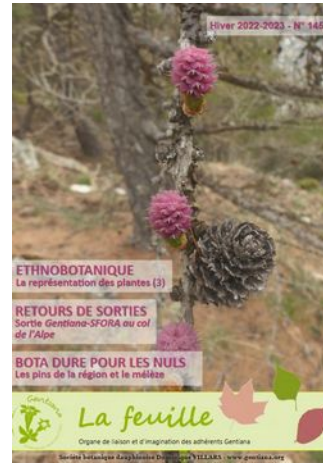 Hiver 2022-2023 - N° 145
ETHNOBOTANIQUE
La représentation des plantes (3)
RETOURS DE SORTIES
Sortie Gentiana-SFORA au col
de l'Alpe
BOTA DURE POUR LES NULS
Les pins de la région et le mélèze
Gentiana
La feuille
Organe de liaison et d'imagination des adhérents Gentiana
Société botanique dauphinoise Dominique VILLARS - www.gentiana.org